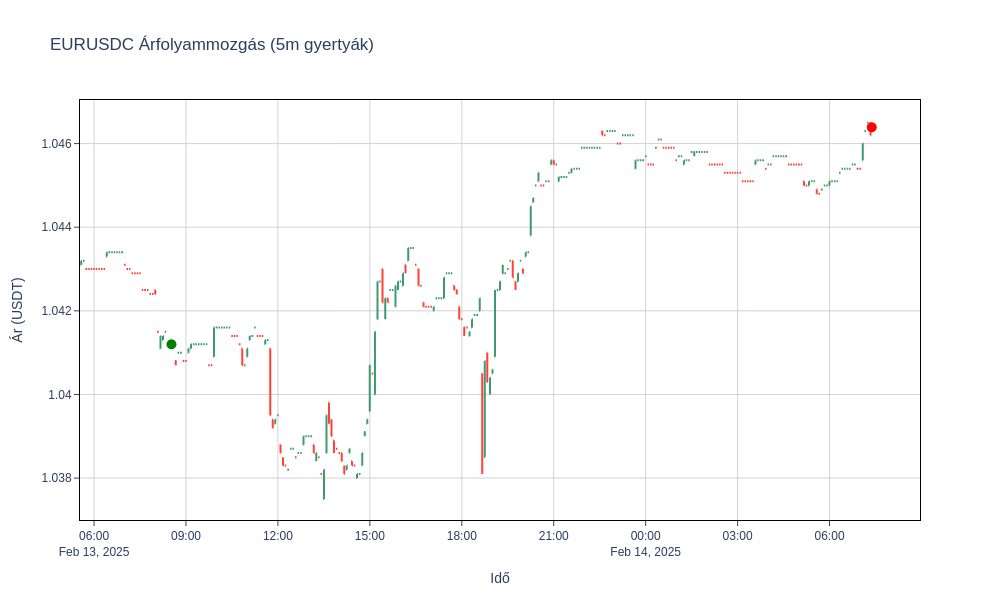 EURUSDC Árfolyammozgás (5m gyertyák)
Ár (USDT)
1.046
1.044
1.042
1.04
1.038
06:00 09:00 12:00 15:00 18:00 21:00 00:00 03:00 06:00
Feb 13, 2025 Feb 14, 2025
Idő